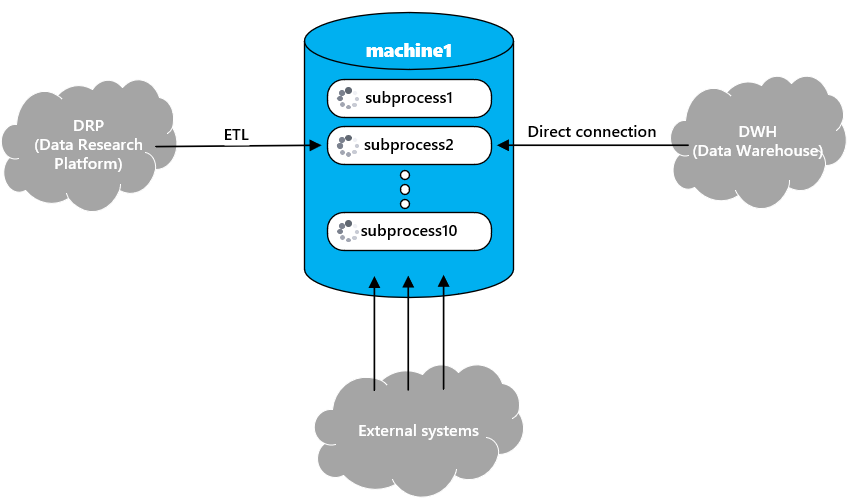 machine1
subprocess1
DRP
(Data Research
Platform)
ETL
subprocess2
Direct connection
DWH
(Data Warehouse)
subprocess10
External systems